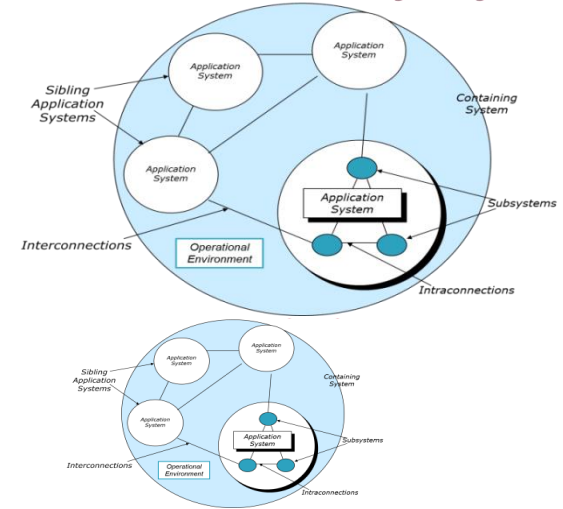 Application
System
Application
System
Sibling
Application
Systems
Containing
System
Application
System
Application
System
Subsystems
Interconnections
Operational
Environment
Intraconnections
Application
System
Application
System
Sibling
Application
Systems
Containing
System
Application
System
Application
System
Subsystems
Interconnections
Operational
Environment
Intraconnections